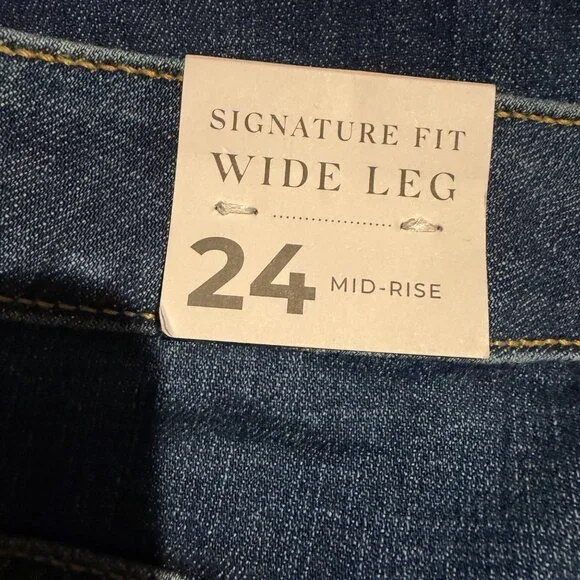 SIGNATURE FIT
WIDE LEG
24 MID-RISE